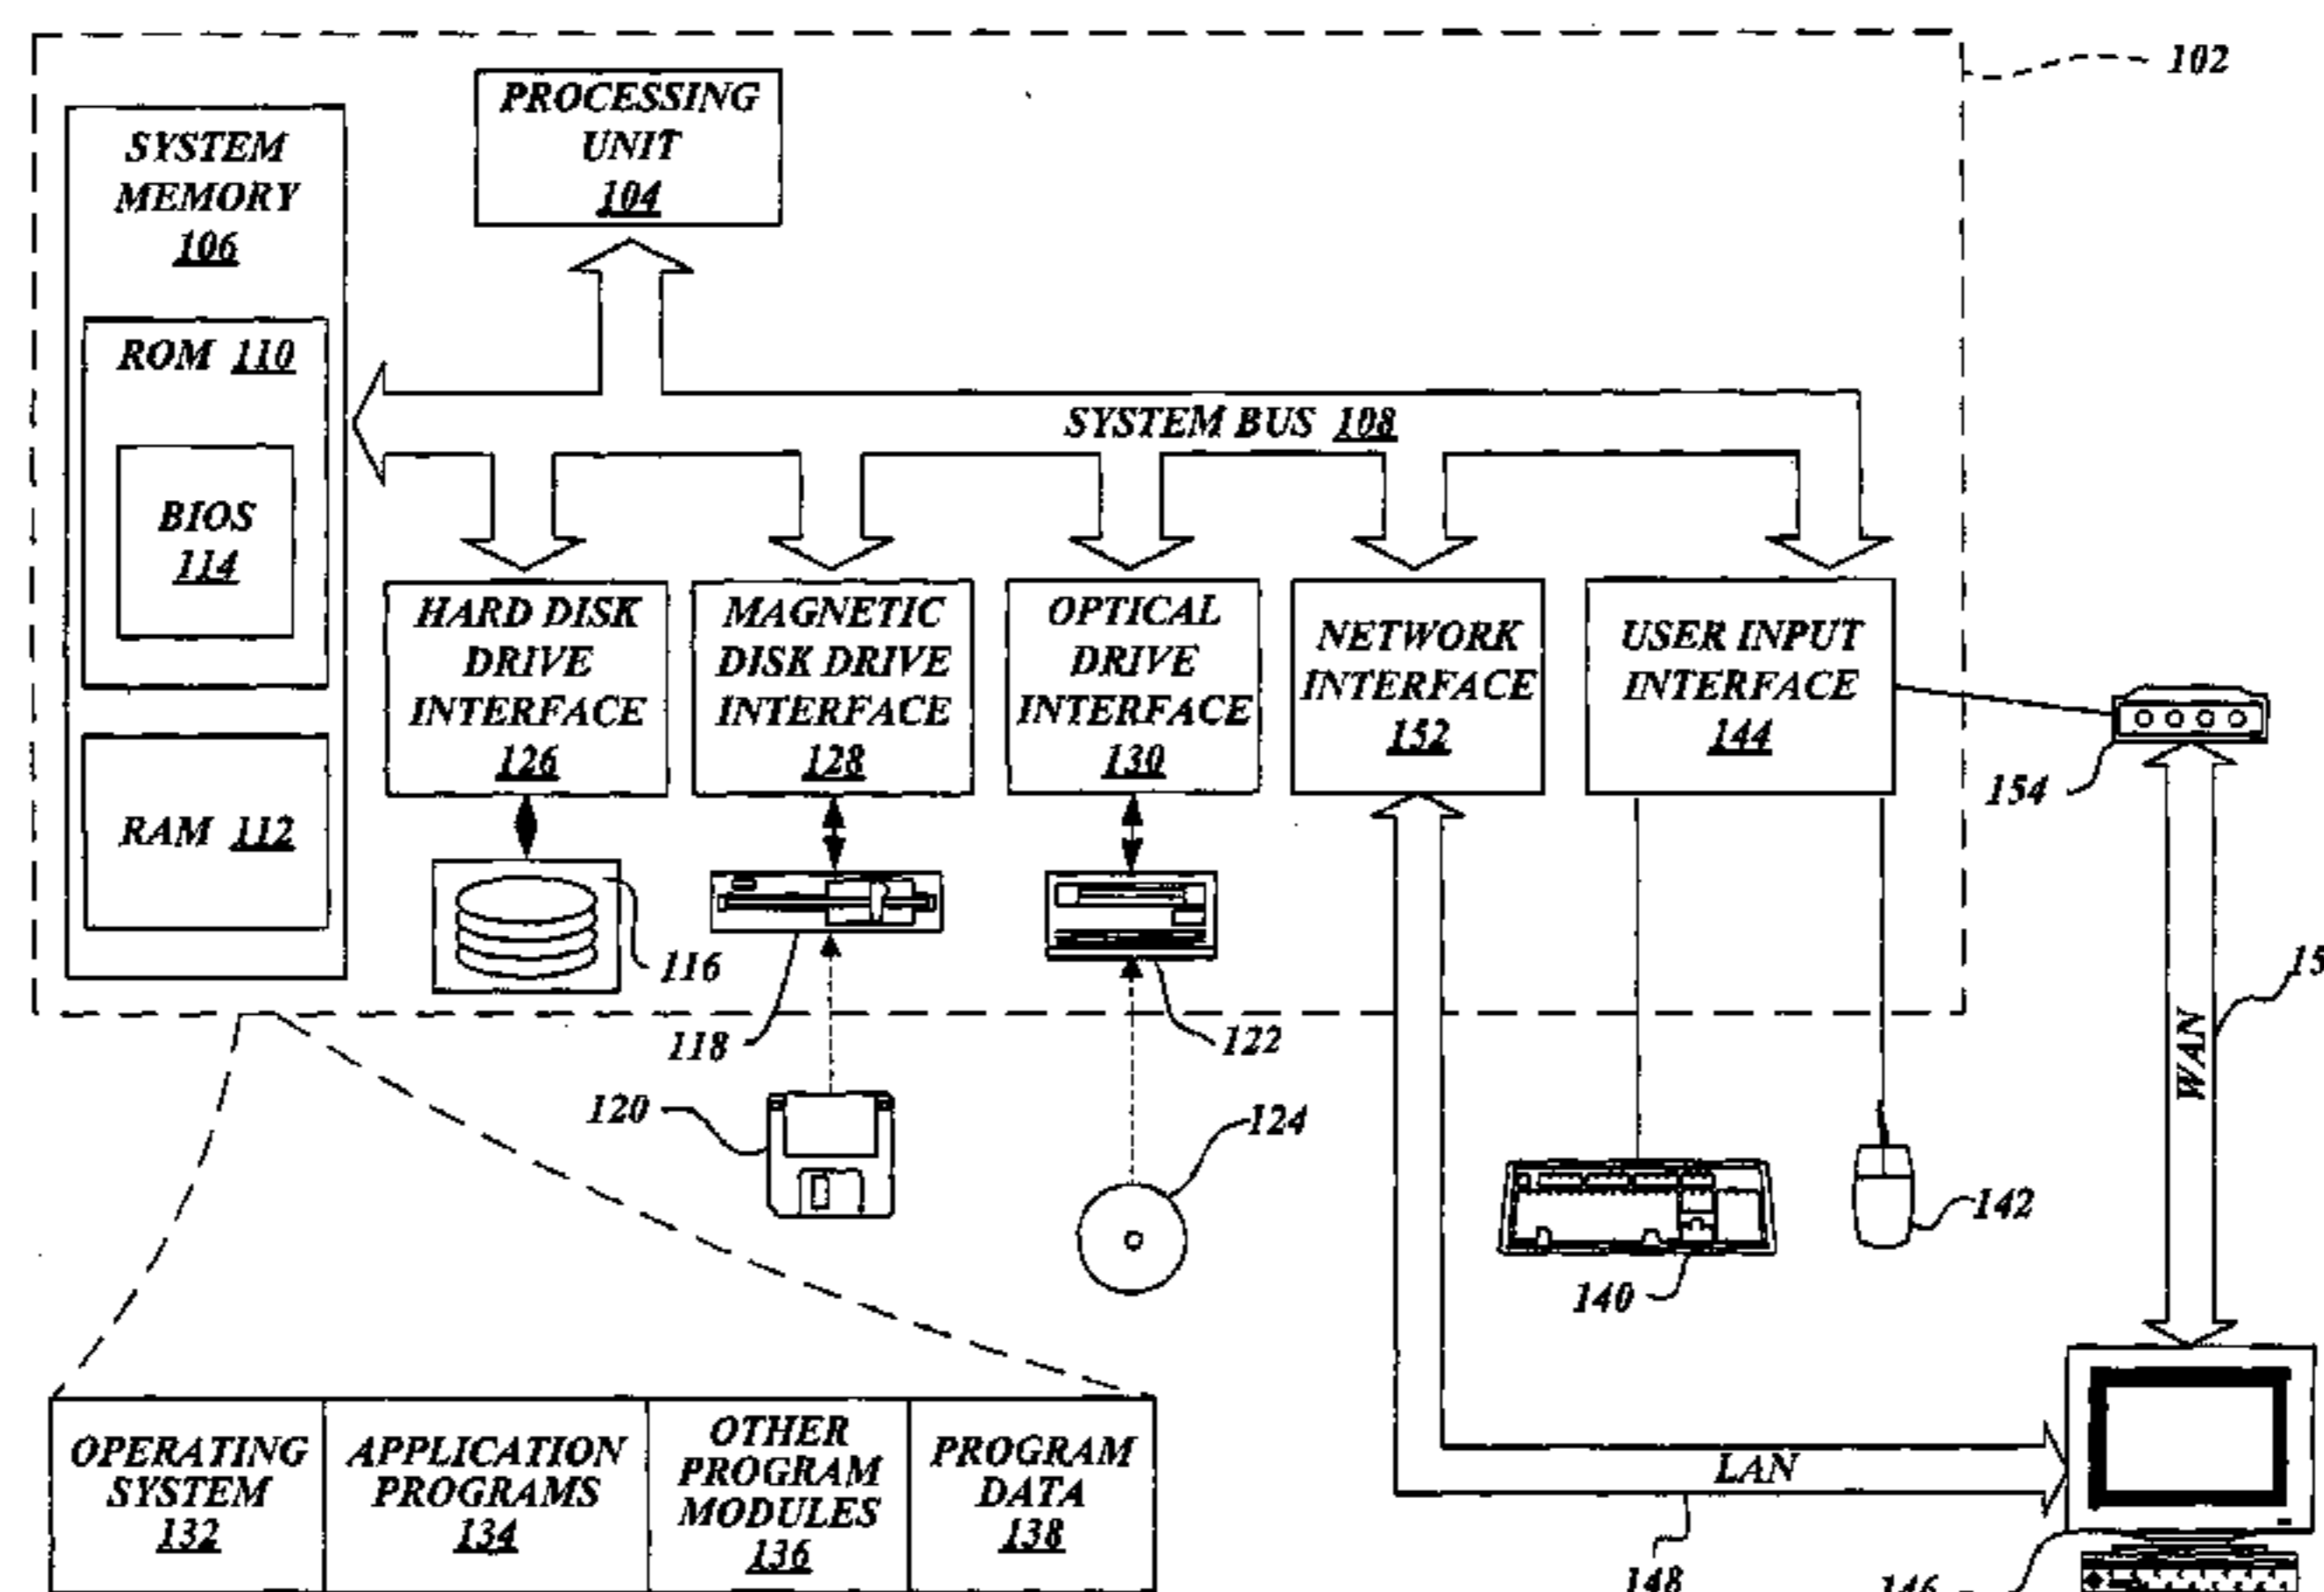 102
PROCESSING
UNIT
104
SYSTEM
MEMORY
106
ROM 110
BIOS
114
RAM 112
SYSTEM BUS 108
HARD DISK
DRIVE
INTERFACE
126
MAGNETIC
DISK DRIVE
INTERFACE
128
OPTICAL
DRIVE
INTERFACE
130
NETWORK
INTERFACE
152
USER INPUT
INTERFACE
144
154
116
118
122
120
124
140
142
WAN
LAN
148
146
OPERATING
SYSTEM
132
APPLICATION
PROGRAMS
134
OTHER
PROGRAM
MODULES
136
PROGRAM
DATA
138